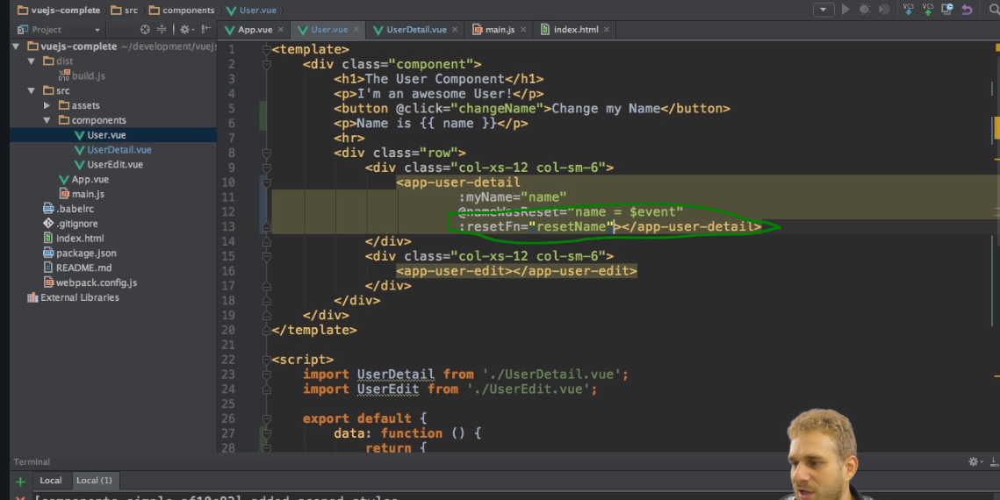 vuejs-complete src components User.vue
Project
App.vue User.vue UserDetail.vue main.js index.html
vuejs-complete ~/development/vuejs
dist
build.js
src
assets
components
User.vue
UserDetail.vue
UserEdit.vue
App.vue
main.js
.babelrc
.gitignore
index.html
package.json
README.md
webpack.config.js
External Libraries
VCS VCS
1 <template>
2 <div class="component">
3 <h1>The User Component</h1>
4 <p>I'm an awesome User!</p>
5 <button @click="changeName">Change my Name</button>
6 <p>Name is {{ name }}</p>
7 <hr>
8 <div class="row">
9 <div class="col-xs-12 col-sm-6">
10 <app-user-detail
11 :myName="name"
12 @nameWasReset="name = $event"
13 :resetFn="resetName"></app-user-detail>
14 </div>
15 <div class="col-xs-12 col-sm-6">
16 <app-user-edit></app-user-edit>
17 </div>
18 </div>
19 </div>
20 </template>
21
22 <script>
23 import UserDetail from './UserDetail.vue';
24 import UserEdit from './UserEdit.vue';
25
26 export default {
27 data: function () {
28 return {
Terminal
Local Local (1)